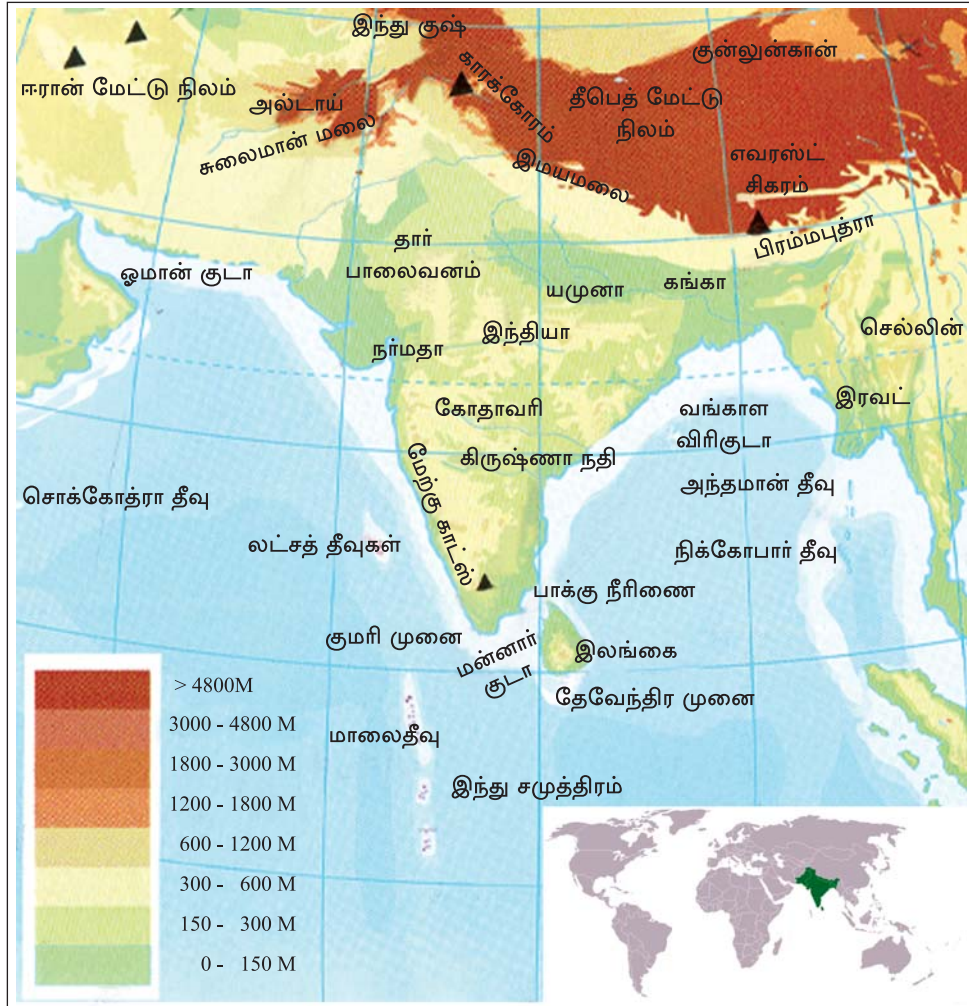 இந்து குஷ்
குன்லுன்கான்
ஈரான் மேட்டு நிலம்
அல்டாய்
காரக்கோரம்
தீபெத் மேட்டு
நிலம்
சுலைமான் மலை
இமயமலை
எவரஸ்ட்
சிகரம்
பிரம்மபுத்ரா
தார்
பாலைவனம்
ஓமான் குடா
யமுனா
கங்கா
இந்தியா
செல்லின்
நர்மதா
இரவட்
கோதாவரி
வங்காள
விரிகுடா
மேற்கு காட்ஸ்
கிருஷ்ணா நதி
அந்தமான் தீவு
சொக்கோத்ரா தீவு
லட்சத் தீவுகள்
நிக்கோபார் தீவு
பாக்கு நீரிணை
குமரி முனை
மன்னார்
குடா
இலங்கை
தேவேந்திர முனை
மாலைதீவு
இந்து சமுத்திரம்
> 4800M
3000 - 4800 M
1800 - 3000 M
1200 - 1800 M
600 - 1200 M
300 - 600 M
150 - 300 M
0 - 150 M